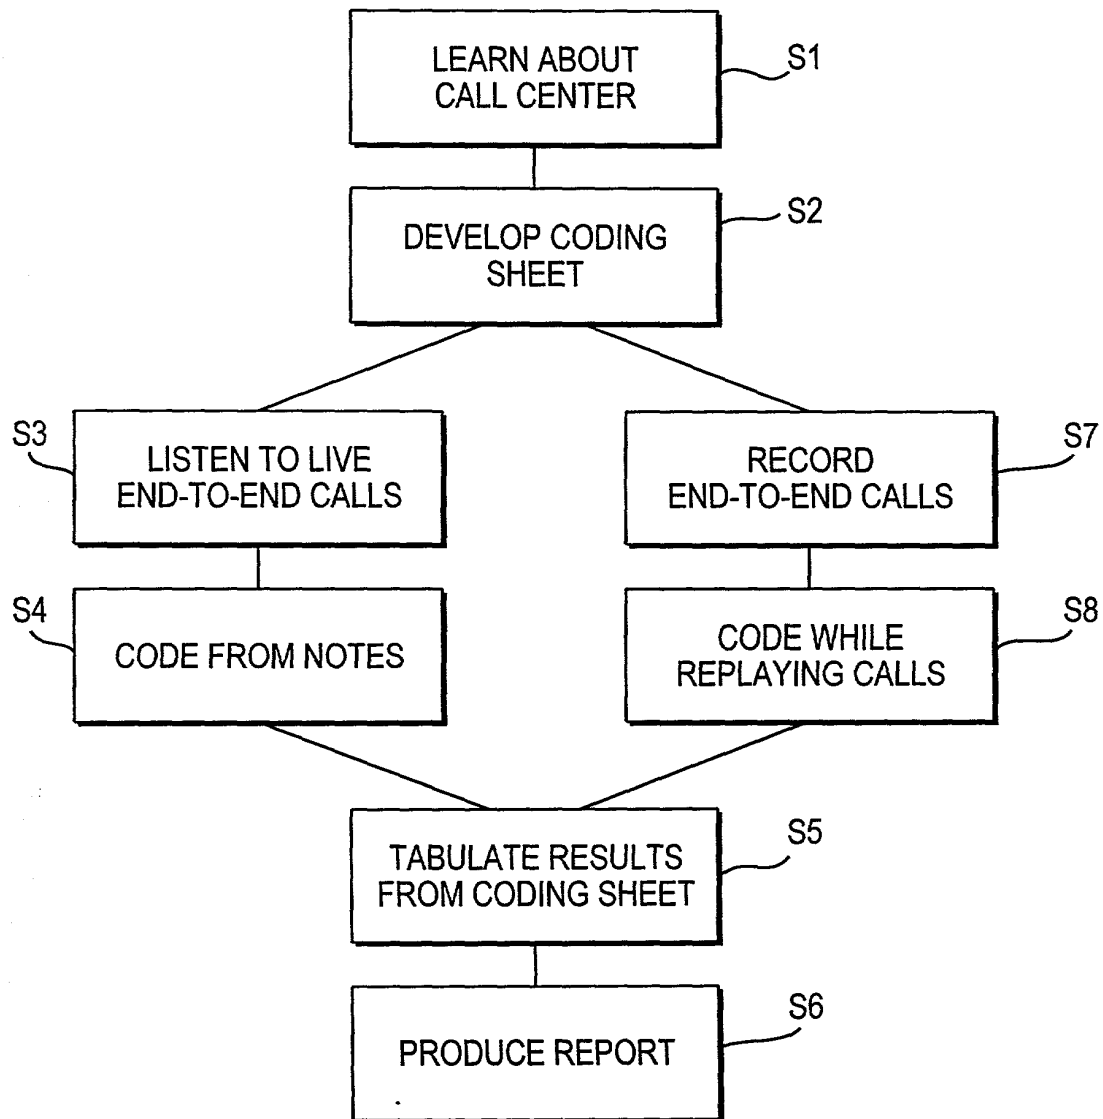 LEARN ABOUT
CALL CENTER
S1
DEVELOP CODING
SHEET
S2
S3
LISTEN TO LIVE
END-TO-END CALLS
RECORD
END-TO-END CALLS
S7
S4
CODE FROM NOTES
CODE WHILE
REPLAYING CALLS
S8
TABULATE RESULTS
FROM CODING SHEET
S5
PRODUCE REPORT
S6